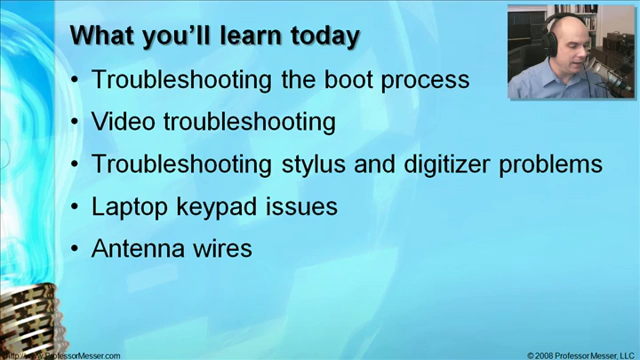 What you'll learn today
• Troubleshooting the boot process
• Video troubleshooting
• Troubleshooting stylus and digitizer problems
• Laptop keypad issues
• Antenna wires
http://www.ProfessorMesser.com
© 2008 Professor Messer, LLC